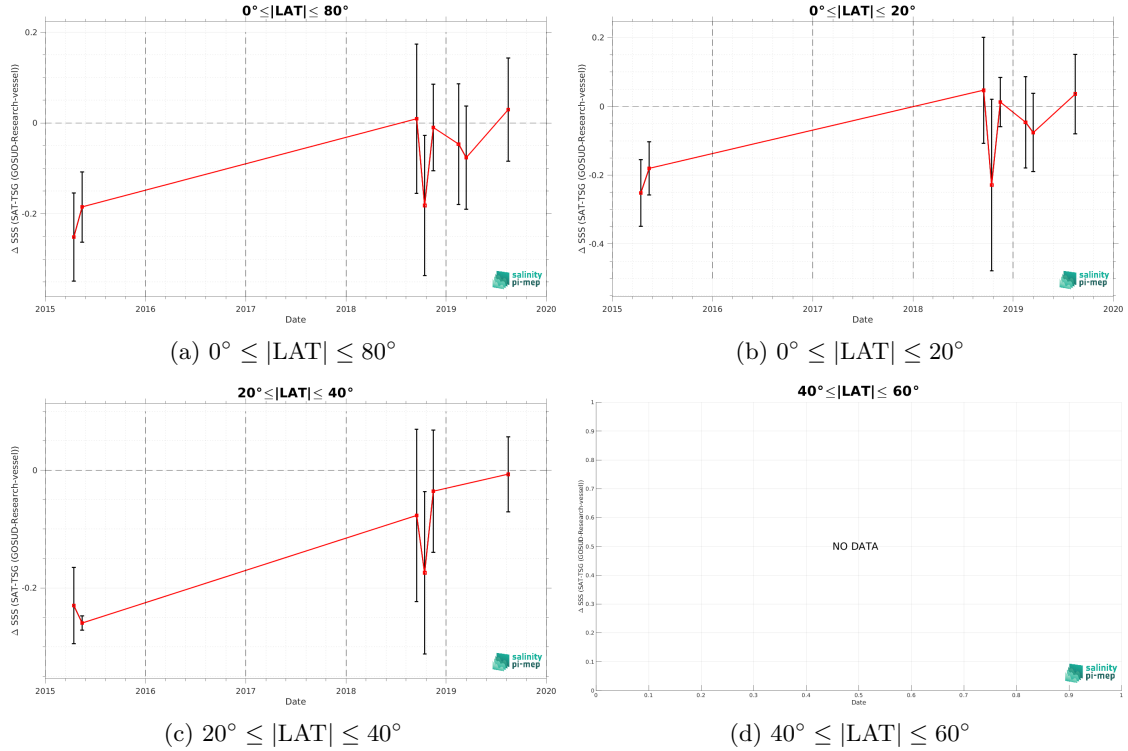 0°≤|LAT|≤ 80°
0.2
0
-0.2
Δ SSS (SAT-TSG (GOSUD-Research-vessel))
2015 2016 2017 2018 2019 2020
Date
salinity
pi-mep
(a) 0° ≤ |LAT| ≤ 80°
0°≤|LAT|≤ 20°
0.2
0
-0.2
-0.4
Δ SSS (SAT-TSG (GOSUD-Research-vessel))
2015 2016 2017 2018 2019 2020
Date
salinity
pi-mep
(b) 0° ≤ |LAT| ≤ 20°
20°≤|LAT|≤ 40°
0
-0.2
Δ SSS (SAT-TSG (GOSUD-Research-vessel))
2015 2016 2017 2018 2019 2020
Date
salinity
pi-mep
(c) 20° ≤ |LAT| ≤ 40°
40°≤|LAT|≤ 60°
1
0.9
0.8
0.7
0.6
0.5
0.4
0.3
0.2
0.1
0
Δ SSS (SAT-TSG (GOSUD-Research-vessel))
NO DATA
0 0.1 0.2 0.3 0.4 0.5 0.6 0.7 0.8 0.9 1
Date
salinity
pi-mep
(d) 40° ≤ |LAT| ≤ 60°